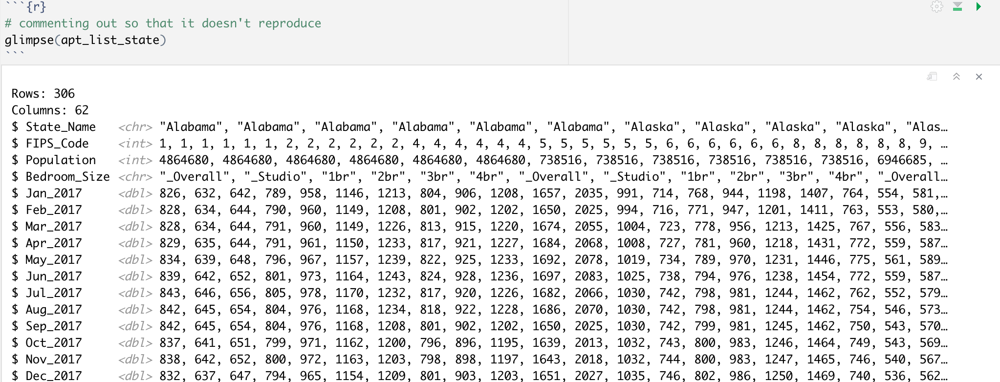 ```{r}
# commenting out so that it doesn't reproduce
glimpse(apt_list_state)
```
Rows: 306
Columns: 62
$ State_Name <chr> "Alabama", "Alabama", "Alabama", "Alabama", "Alabama", "Alabama", "Alaska", "Alaska", "Alaska", "Alaska", "Alas…
$ FIPS_Code <int> 1, 1, 1, 1, 1, 1, 2, 2, 2, 2, 2, 2, 4, 4, 4, 4, 4, 4, 5, 5, 5, 5, 5, 5, 6, 6, 6, 6, 6, 6, 8, 8, 8, 8, 8, 8, 9, …
$ Population <int> 4864680, 4864680, 4864680, 4864680, 4864680, 4864680, 738516, 738516, 738516, 738516, 738516, 738516, 6946685, …
$ Bedroom_Size <chr> "_Overall", "_Studio", "1br", "2br", "3br", "4br", "_Overall", "_Studio", "1br", "2br", "3br", "4br", "_Overall…
$ Jan_2017 <dbl> 826, 632, 642, 789, 958, 1146, 1213, 804, 906, 1208, 1657, 2035, 991, 714, 768, 944, 1198, 1407, 764, 554, 581,…
$ Feb_2017 <dbl> 828, 634, 644, 790, 960, 1149, 1208, 801, 902, 1202, 1650, 2025, 994, 716, 771, 947, 1201, 1411, 763, 553, 580,…
$ Mar_2017 <dbl> 828, 634, 644, 791, 960, 1149, 1226, 813, 915, 1220, 1674, 2055, 1004, 723, 778, 956, 1213, 1425, 767, 556, 583…
$ Apr_2017 <dbl> 829, 635, 644, 791, 961, 1150, 1233, 817, 921, 1227, 1684, 2068, 1008, 727, 781, 960, 1218, 1431, 772, 559, 587…
$ May_2017 <dbl> 834, 639, 648, 796, 967, 1157, 1239, 822, 925, 1233, 1692, 2078, 1019, 734, 789, 970, 1231, 1446, 775, 561, 589…
$ Jun_2017 <dbl> 839, 642, 652, 801, 973, 1164, 1243, 824, 928, 1236, 1697, 2083, 1025, 738, 794, 976, 1238, 1454, 772, 559, 587…
$ Jul_2017 <dbl> 843, 646, 656, 805, 978, 1170, 1232, 817, 920, 1226, 1682, 2066, 1030, 742, 798, 981, 1244, 1462, 762, 552, 579…
$ Aug_2017 <dbl> 842, 645, 654, 804, 976, 1168, 1234, 818, 922, 1228, 1686, 2070, 1030, 742, 798, 981, 1244, 1462, 754, 546, 573…
$ Sep_2017 <dbl> 842, 645, 654, 804, 976, 1168, 1208, 801, 902, 1202, 1650, 2025, 1030, 742, 799, 981, 1245, 1462, 750, 543, 570…
$ Oct_2017 <dbl> 837, 641, 651, 799, 971, 1162, 1200, 796, 896, 1195, 1639, 2013, 1032, 743, 800, 983, 1246, 1464, 749, 543, 569…
$ Nov_2017 <dbl> 838, 642, 652, 800, 972, 1163, 1203, 798, 898, 1197, 1643, 2018, 1032, 744, 800, 983, 1247, 1465, 746, 540, 567…
$ Dec_2017 <dbl> 832, 637, 647, 794, 965, 1154, 1209, 801, 903, 1203, 1651, 2027, 1035, 746, 802, 986, 1250, 1469, 740, 536, 562…